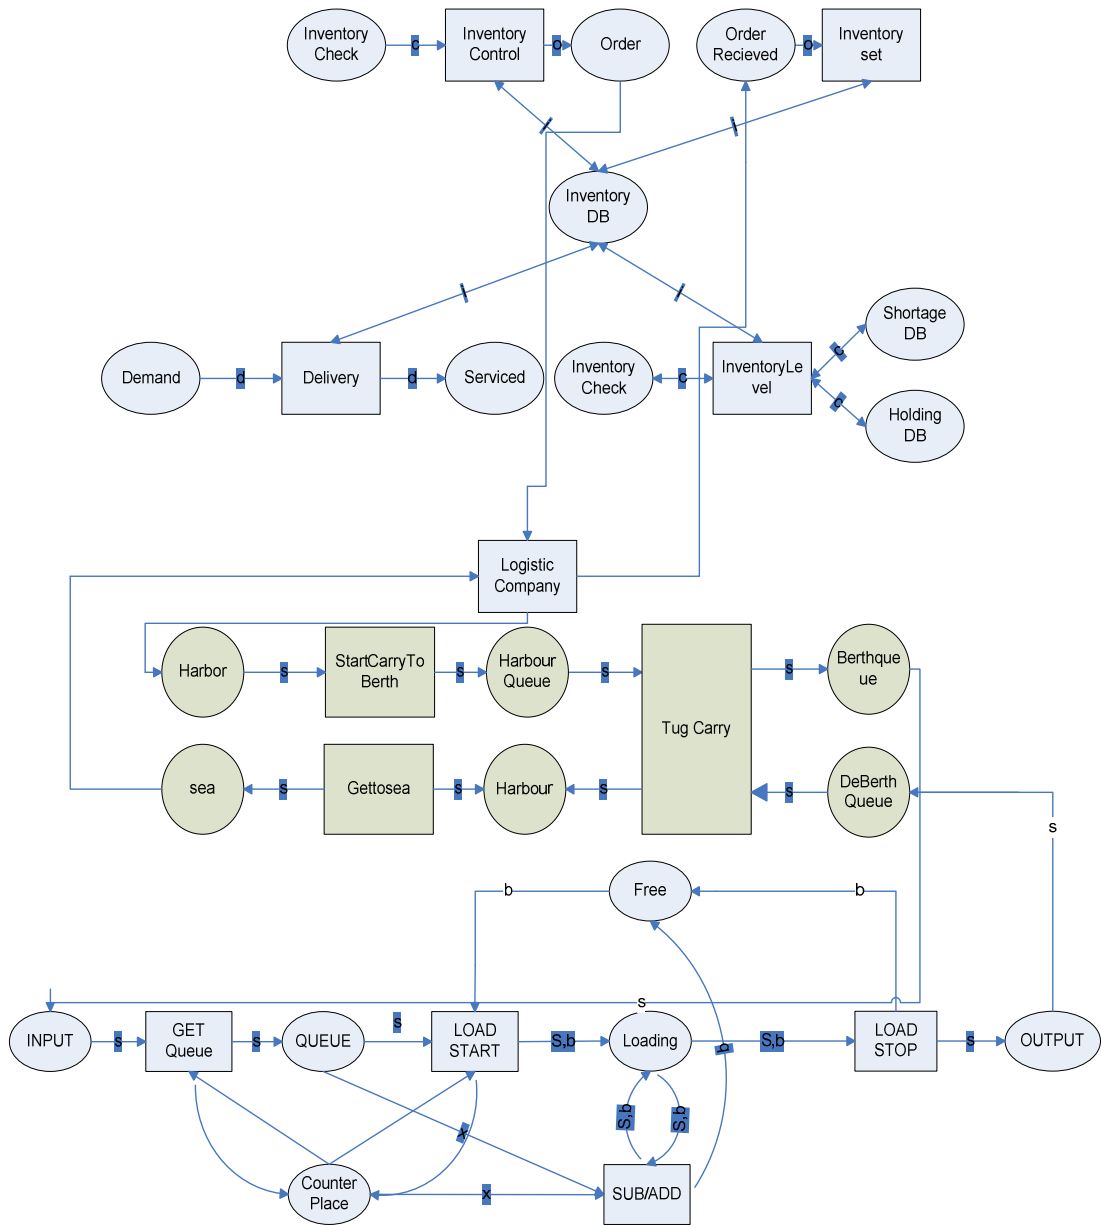 Inventory
Check
c
Inventory
Control
o
Order
Order
Recieved
o
Inventory
set
I
I
Inventory
DB
I
I
Demand
d
Delivery
d
Serviced
Inventory
Check
c
InventoryLe
vel
c
c
Shortage
DB
Holding
DB
Logistic
Company
Harbor
s
StartCarryTo
Berth
s
Harbour
Queue
s
Tug Carry
s
Berthque
ue
sea
s
Gettosea
s
Harbour
s
s
DeBerth
Queue
s
b
Free
b
s
INPUT
s
GET
Queue
s
QUEUE
s
LOAD
START
S,b
Loading
b
S,b
LOAD
STOP
s
OUTPUT
S,b
S,b
x
Counter
Place
x
SUB/ADD